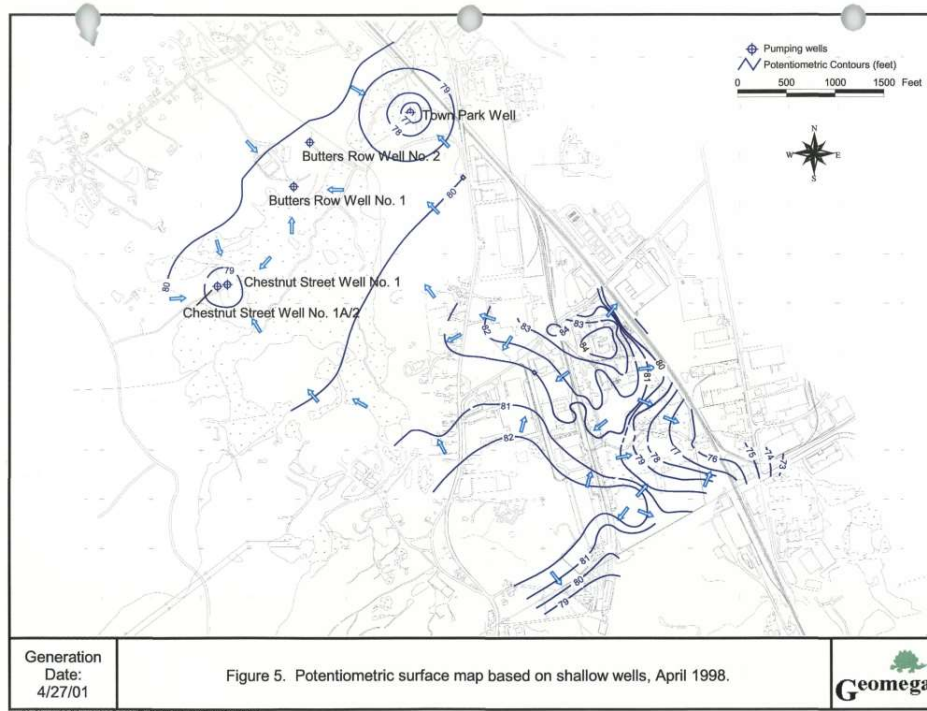 Pumping wells
Potentiometric Contours (feet)
0 500 1000 1500 Feet
N
W E
S
79
Town Park Well
77
78
Butters Row Well No. 2
Butters Row Well No. 1
80
79
80
Chestnut Street Well No. 1
Chestnut Street Well No. 1A/2
82
83
84
83
84
80
81
81
82
79
78
77
76
75
74
73
81
80
79
Generation
Date:
4/27/01
Figure 5. Potentiometric surface map based on shallow wells, April 1998.
Geomega